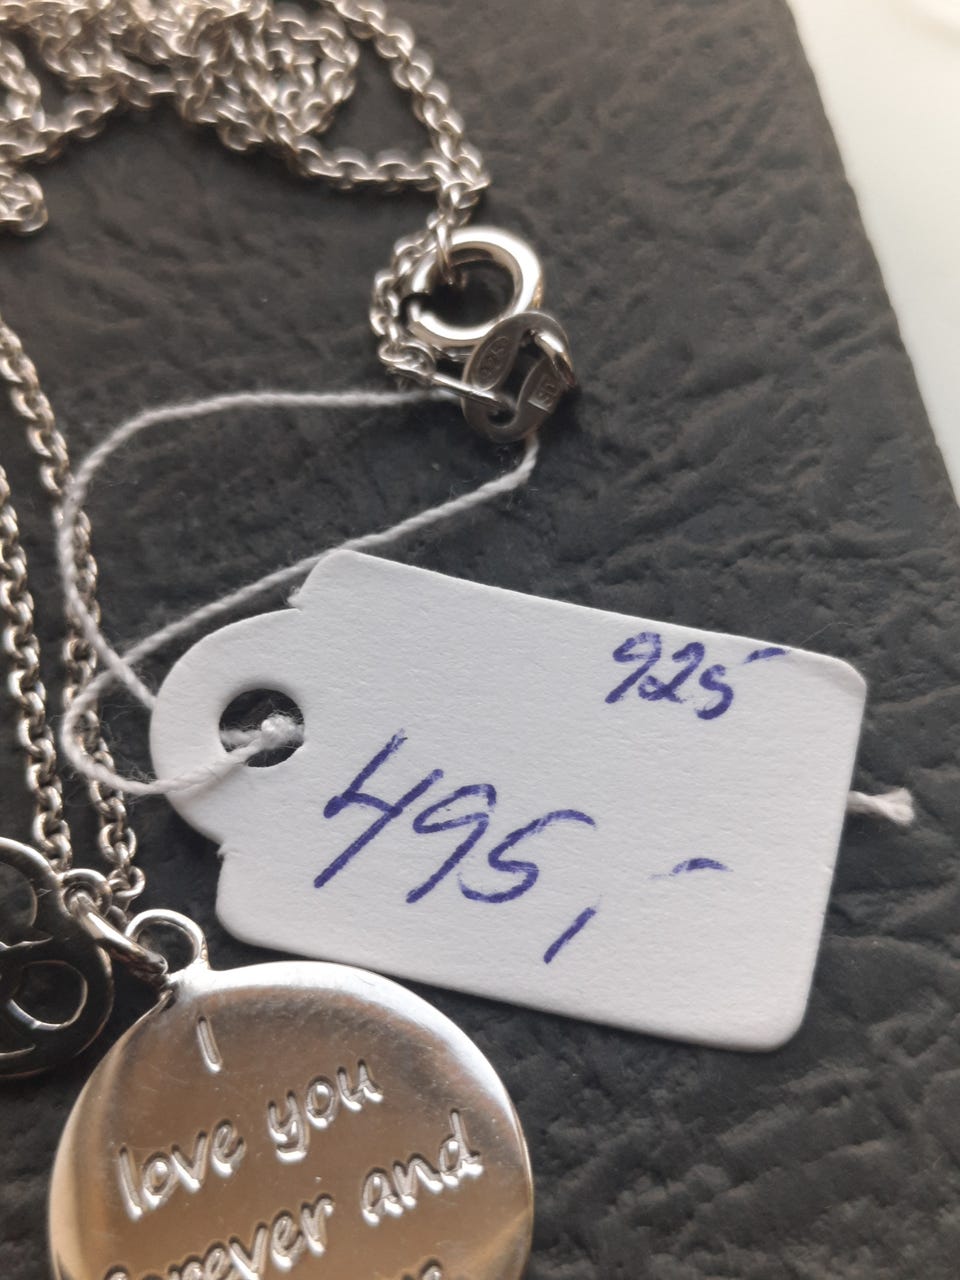 925
495,-
I
love you
forever and